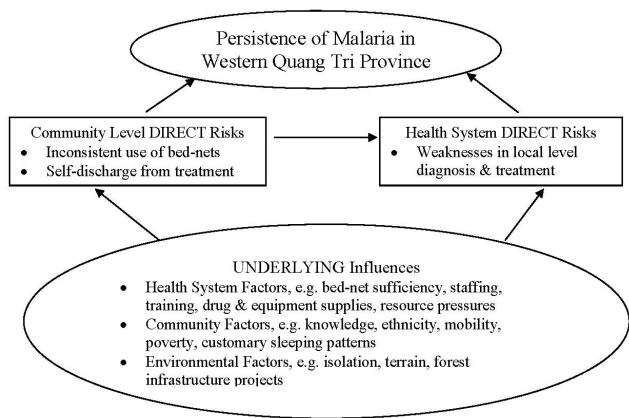 Persistence of Malaria in
Western Quang Tri Province
Community Level DIRECT Risks
• Inconsistent use of bed-nets
• Self-discharge from treatment
Health System DIRECT Risks
• Weaknesses in local level
diagnosis & treatment
UNDERLYING Influences
• Health System Factors, e.g. bed-net sufficiency, staffing,
training, drug & equipment supplies, resource pressures
• Community Factors, e.g. knowledge, ethnicity, mobility,
poverty, customary sleeping patterns
• Environmental Factors, e.g. isolation, terrain, forest
infrastructure projects